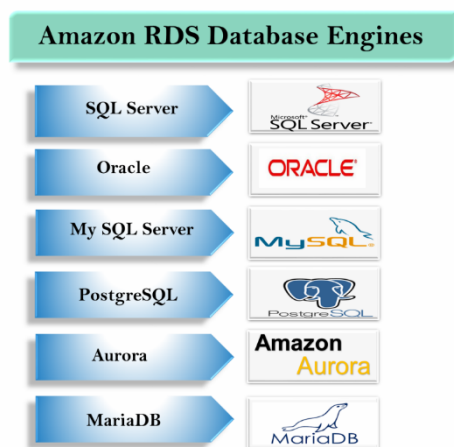 Amazon RDS Database Engines
SQL Server
Microsoft®
SQL Server®
Oracle
ORACLE®
My SQL Server
MySQL®
PostgreSQL
PostgreSQL
Aurora
Amazon
Aurora
MariaDB
MariaDB